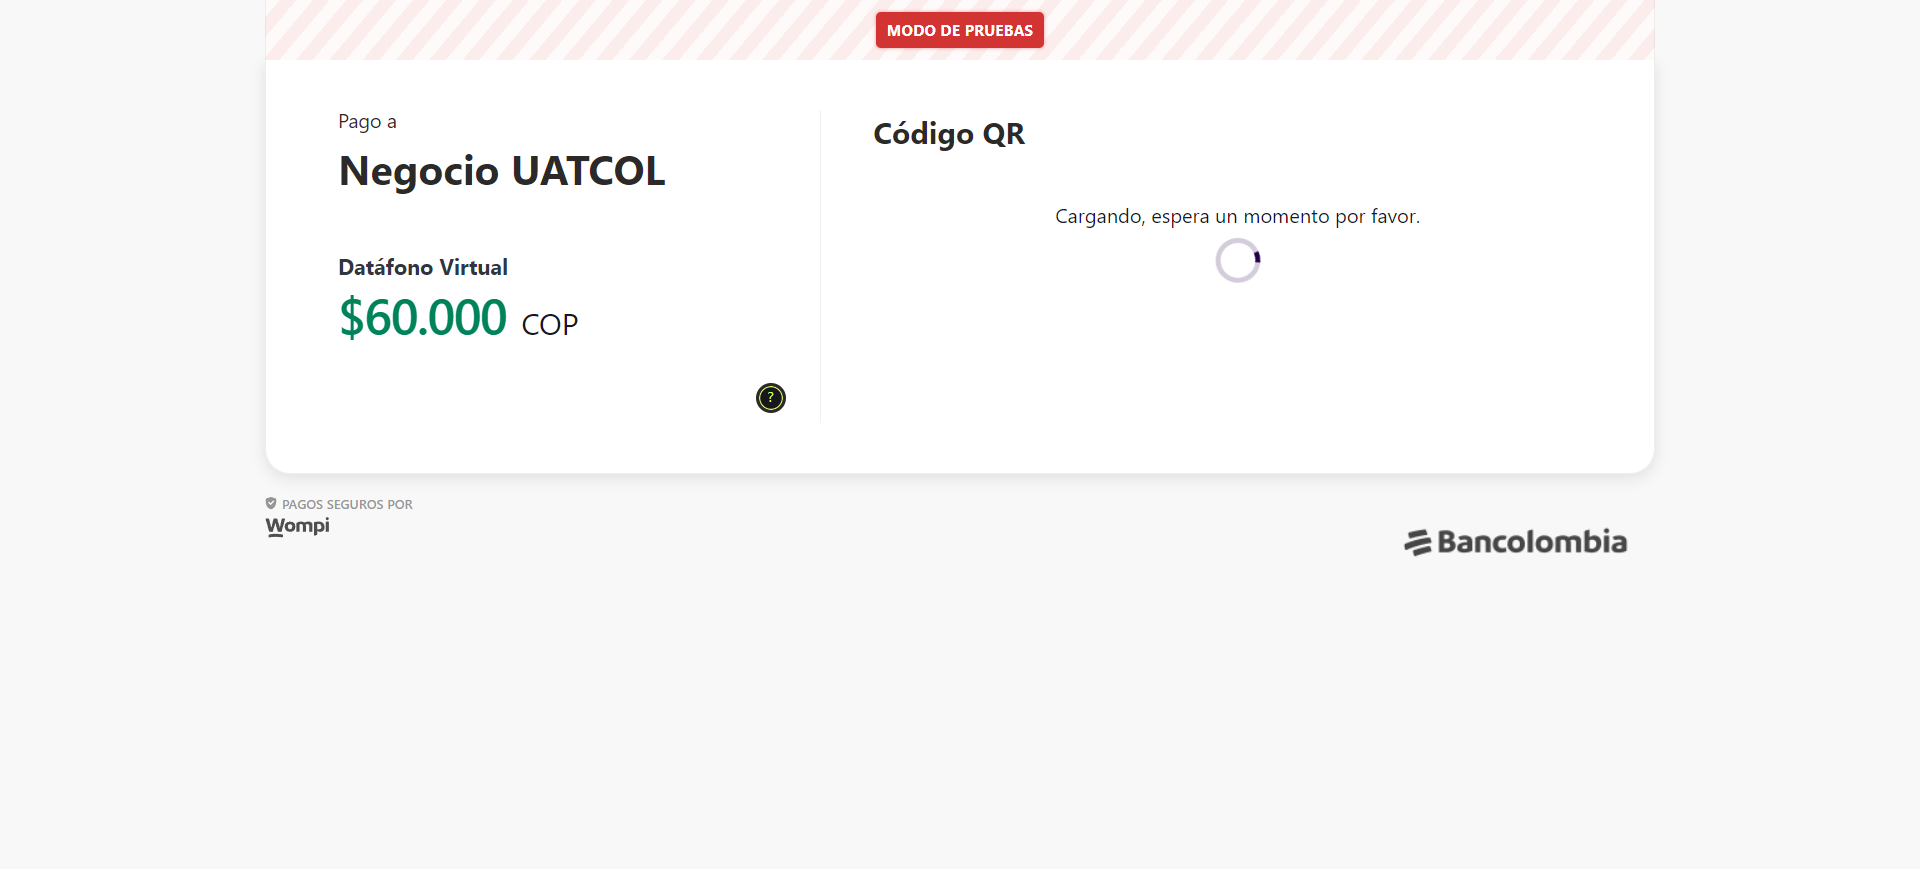 MODO DE PRUEBAS
Pago a
Negocio UATCOL
Datáfono Virtual
$60.000 COP
?
Código QR
Cargando, espera un momento por favor.
PAGOS SEGUROS POR
Wompi
Bancolombia